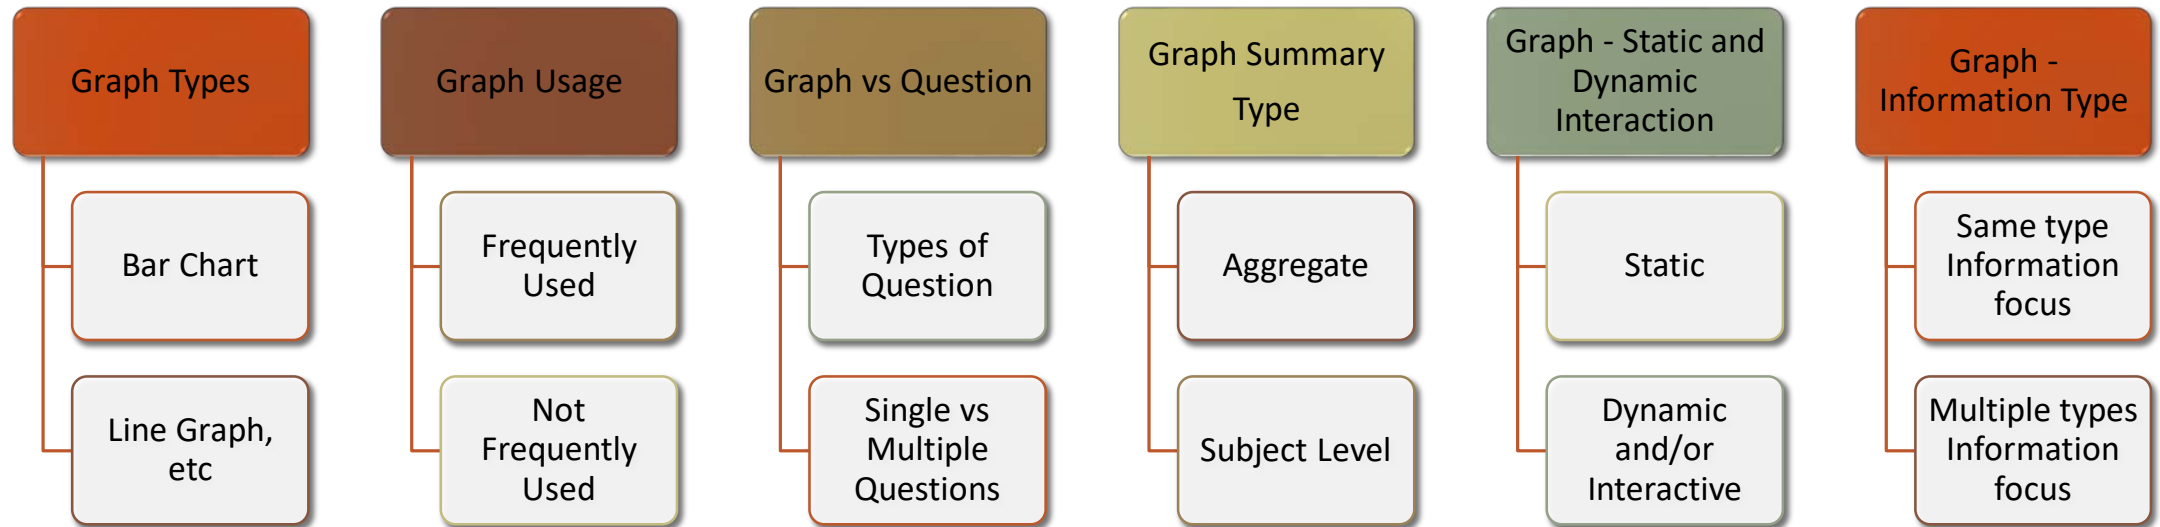 Graph Types
Bar Chart
Line Graph,
etc
Graph Usage
Frequently
Used
Not
Frequently
Used
Graph vs Question
Types of
Question
Single vs
Multiple
Questions
Graph Summary
Type
Aggregate
Subject Level
Graph - Static and
Dynamic
Interaction
Static
Dynamic
and/or
Interactive
Graph -
Information Type
Same type
Information
focus
Multiple types
Information
focus